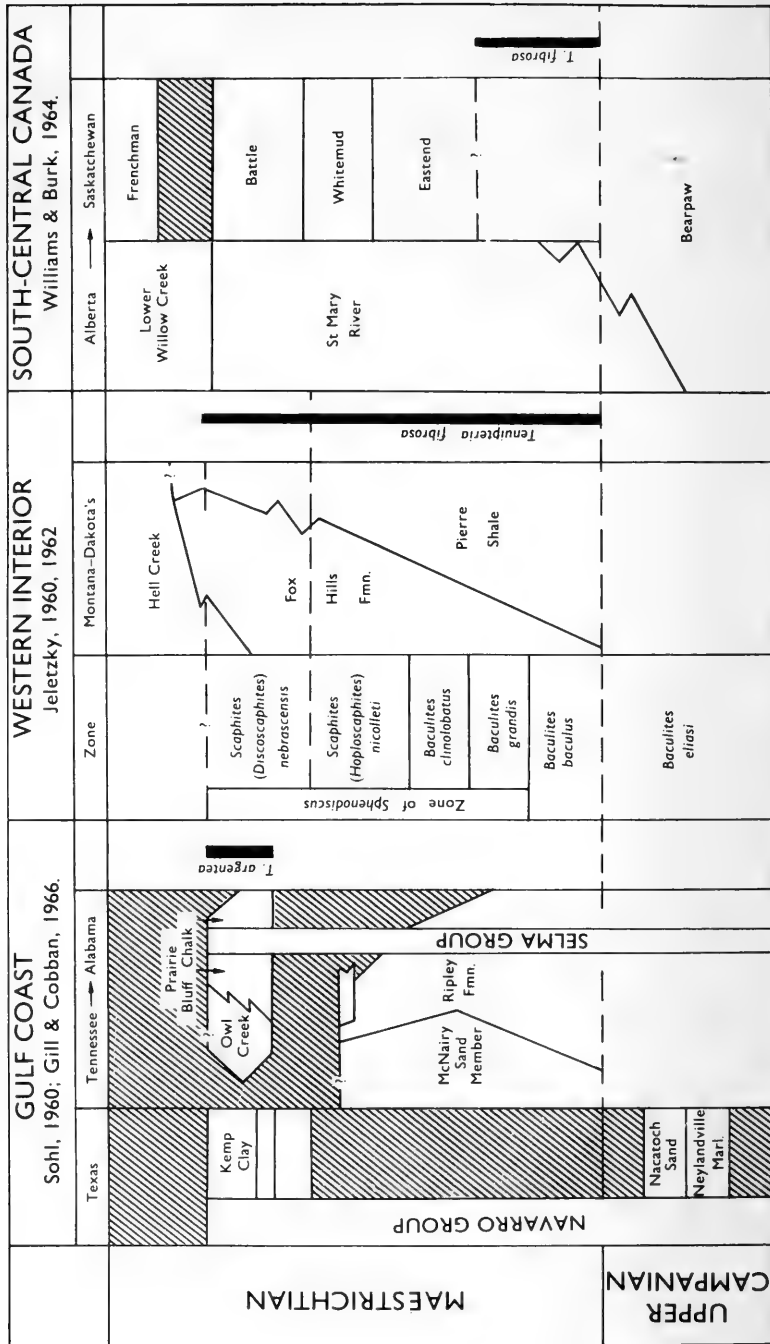 GULF COAST
Sohl, 1960; Gill & Cobban, 1966.
WESTERN INTERIOR
Jeletzky, 1960, 1962
SOUTH-CENTRAL CANADA
Williams & Burk, 1964.
Texas
Tennessee → Alabama
Zone
Montana–Dakota's
Alberta → Saskatchewan
MAESTRICHTIAN
UPPER
CAMPANIAN
NAVARRO GROUP
Kemp
Clay
Nacatoch
Sand
Neylandville
Marl.
?
Prairie
Bluff Chalk
Owl
Creek
?
McNairy
Sand
Member
Ripley
Fmn.
SELMA GROUP
T. argentea
Zone of Sphenodiscus
?
Scaphites
(Discoscaphites)
nebrascensis
Scaphites
(Hoploscaphites)
nicolleti
Baculites
clinolobatus
Baculites
grandis
Baculites
baculus
Baculites
eliasi
?
Hell Creek
Fox
Hills
Fmn.
Pierre
Shale
Tenuipteria fibrosa
Lower
Willow Creek
St Mary
River
Frenchman
Battle
Whitemud
Eastend
?
Bearpaw
T. fibrosa